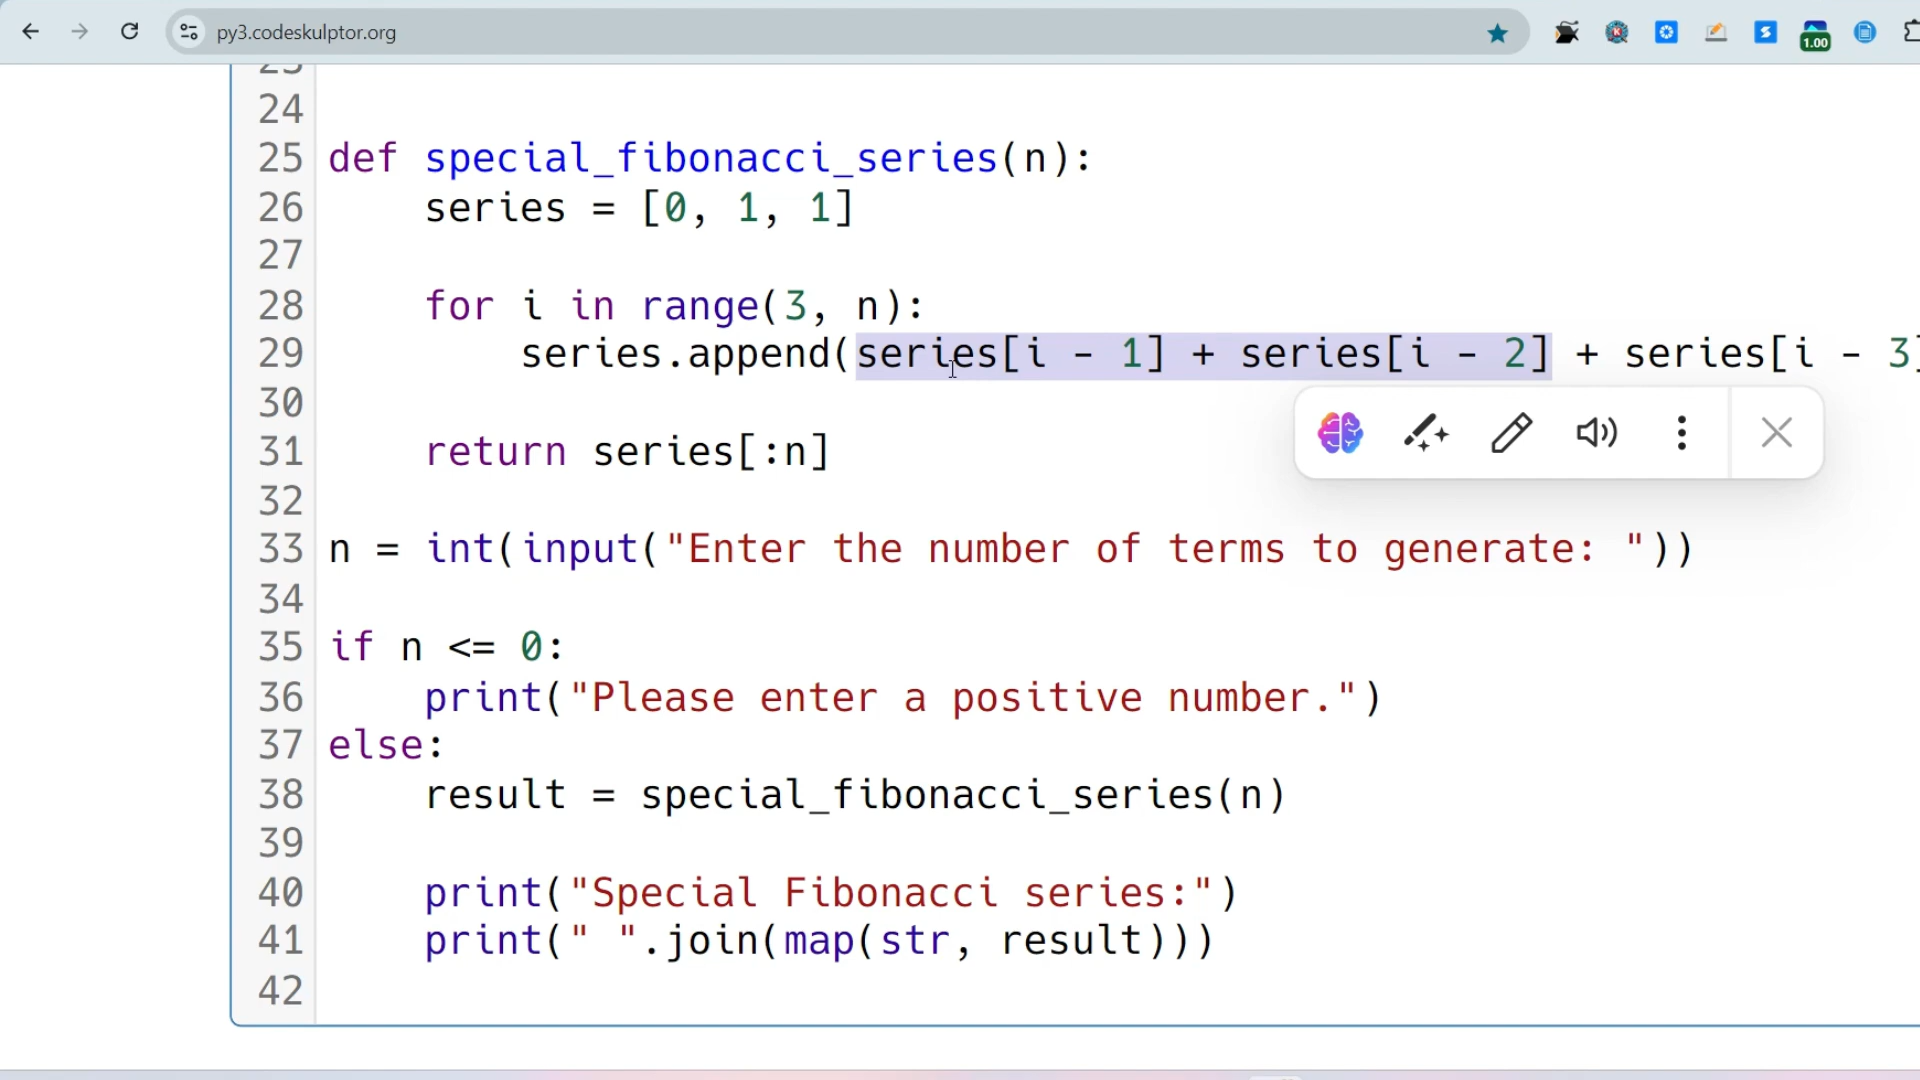 py3.codeskulptor.org
1.00
24
25 def special_fibonacci_series(n):
26 series = [0, 1, 1]
27
28 for i in range(3, n):
29 series.append(series[i - 1] + series[i - 2] + series[i - 3]
30
31 return series[:n]
32
33 n = int(input("Enter the number of terms to generate: "))
34
35 if n <= 0:
36 print("Please enter a positive number.")
37 else:
38 result = special_fibonacci_series(n)
39
40 print("Special Fibonacci series:")
41 print(" ".join(map(str, result)))
42